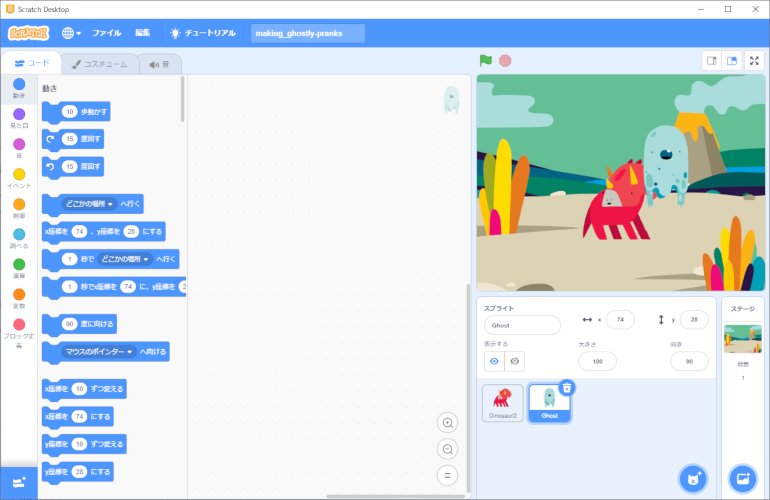 Scratch Desktop
SCRATCH ファイル 編集 チュートリアル making_ghostly-pranks
コード コスチューム 音
動き
見た目
音
イベント
制御
調べる
演算
変数
ブロック定義
動き
10 歩動かす
15 度回す
15 度回す
どこかの場所 へ行く
x座標を 74 、y座標を 28 にする
1 秒で どこかの場所 へ行く
1 秒でx座標を 74 に、y座標を 2
90 度に向ける
マウスのポインター へ向ける
x座標を 10 ずつ変える
x座標を 74 にする
y座標を 10 ずつ変える
y座標を 28 にする
スプライト
Ghost x 74 y 28
表示する 大きさ 向き
100 90
Dinosaur2 Ghost
ステージ
背景
1